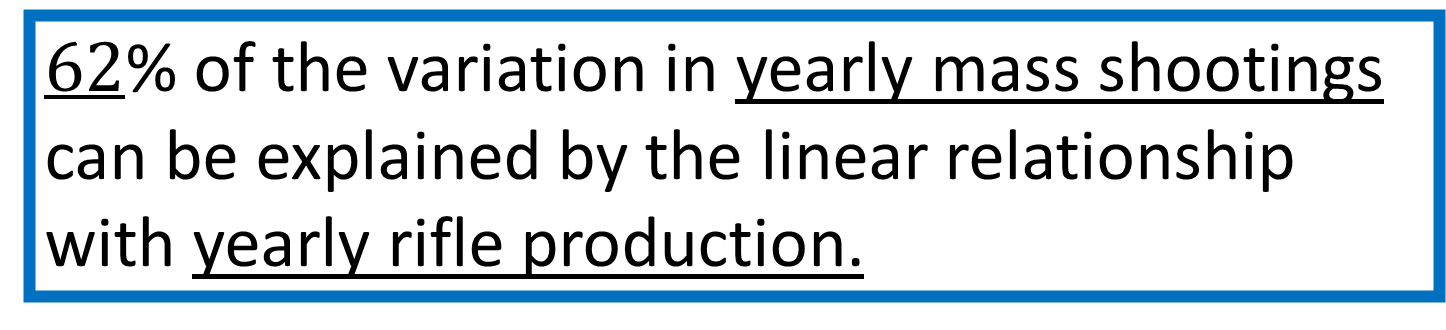 62% of the variation in yearly mass shootings
can be explained by the linear relationship
with yearly rifle production.